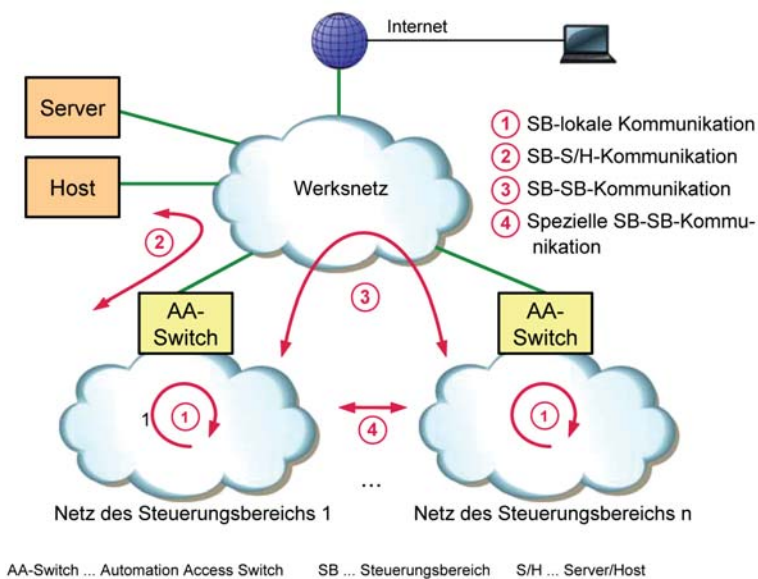 Internet
Server
Host
Werksnetz
1 SB-lokale Kommunikation
2 SB-S/H-Kommunikation
3 SB-SB-Kommunikation
4 Spezielle SB-SB-Kommu-
nikation
2
3
AA-
Switch
AA-
Switch
1 1
4
1
...
Netz des Steuerungsbereichs 1
Netz des Steuerungsbereichs n
AA-Switch ... Automation Access Switch SB ... Steuerungsbereich S/H ... Server/Host